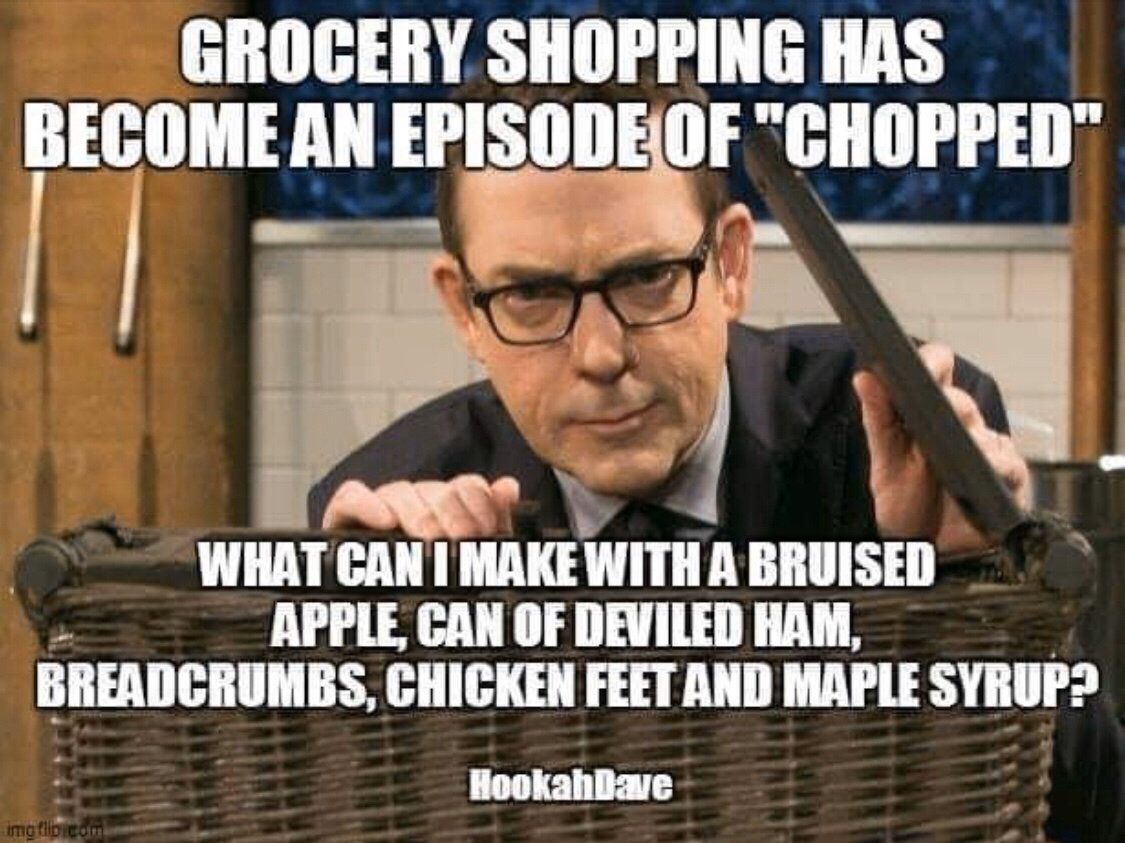 GROCERY SHOPPING HAS
BECOME AN EPISODE OF "CHOPPED"
WHAT CAN I MAKE WITH A BRUISED
APPLE, CAN OF DEVILED HAM,
BREADCRUMBS, CHICKEN FEET AND MAPLE SYRUP?
HookahDave
imgflip.com